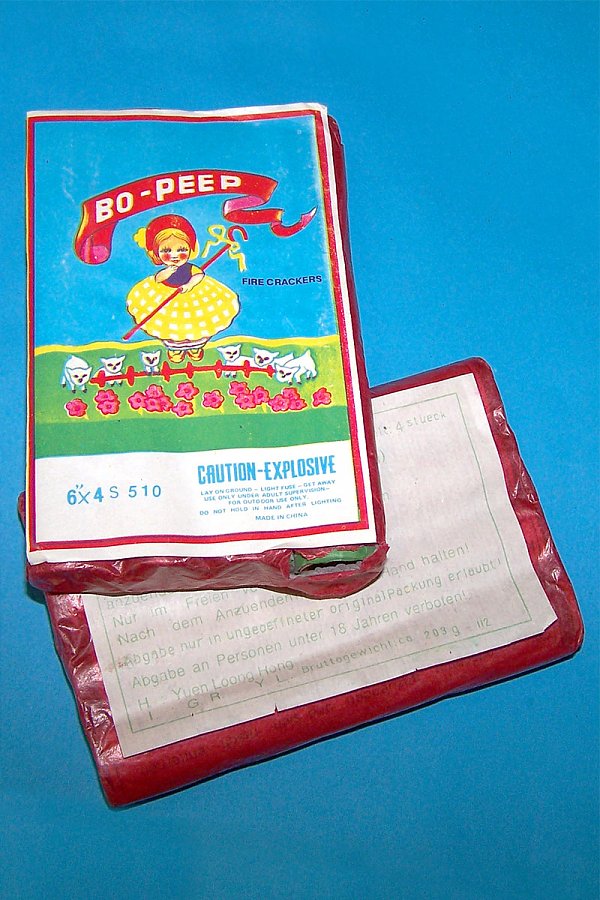 BO-PEEP
FIRE CRACKERS
CAUTION-EXPLOSIVE
6"x4 S 510
LAY ON GROUND - LIGHT FUSE - GET AWAY
USE ONLY UNDER ADULT SUPERVISION-
FOR OUTDOOR USE ONLY.
DO NOT HOLD IN HAND AFTER LIGHTING
MADE IN CHINA
4 stueck
and halten!
Nur im Freien
Nach dem Anzuenden
Abgabe nur in ungeoeffneter originalPackung erlaubt!
Abgabe an Personen unter 18 Jahren verboten!
H Yuen Loong Hong Bruttogewicht.ca. 203 g